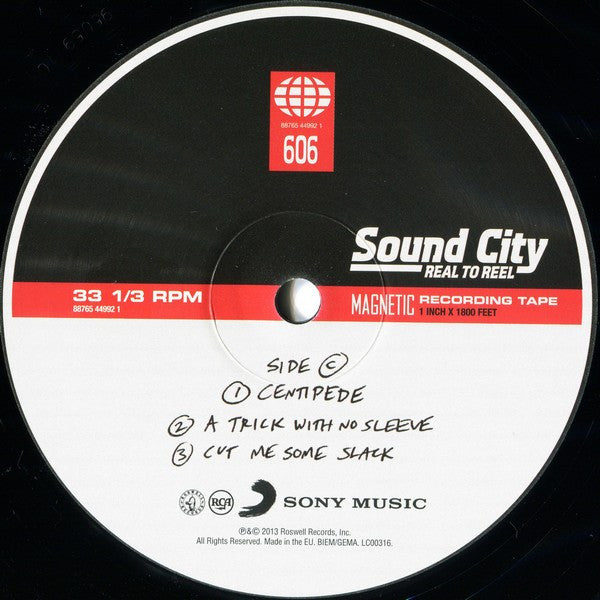 88765 44992 1
606
Sound City
REAL TO REEL
33 1/3 RPM
88765 44992 1
MAGNETIC RECORDING TAPE
1 INCH X 1800 FEET
SIDE C
1 CENTIPEDE
2 A TRICK WITH NO SLEEVE
3 CUT ME SOME SLACK
RCA
SONY MUSIC
℗&© 2013 Roswell Records, Inc.
All Rights Reserved. Made in the EU. BIEM/GEMA. LC00316.